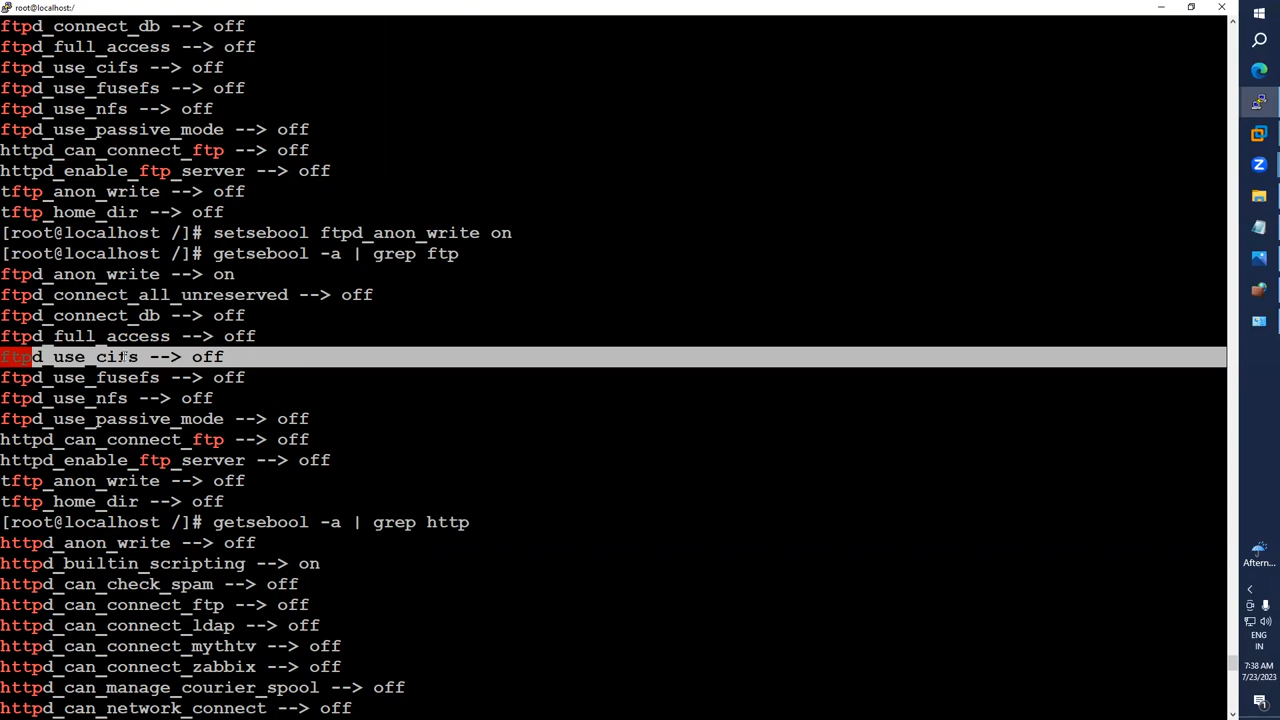 root@localhost:/
ftpd_connect_db --> off
ftpd_full_access --> off
ftpd_use_cifs --> off
ftpd_use_fusefs --> off
ftpd_use_nfs --> off
ftpd_use_passive_mode --> off
httpd_can_connect_ftp --> off
httpd_enable_ftp_server --> off
tftp_anon_write --> off
tftp_home_dir --> off
[root@localhost /]# setsebool ftpd_anon_write on
[root@localhost /]# getsebool -a | grep ftp
ftpd_anon_write --> on
ftpd_connect_all_unreserved --> off
ftpd_connect_db --> off
ftpd_full_access --> off
ftpd_use_cifs --> off
ftpd_use_fusefs --> off
ftpd_use_nfs --> off
ftpd_use_passive_mode --> off
httpd_can_connect_ftp --> off
httpd_enable_ftp_server --> off
tftp_anon_write --> off
tftp_home_dir --> off
[root@localhost /]# getsebool -a | grep http
httpd_anon_write --> off
httpd_builtin_scripting --> on
httpd_can_check_spam --> off
httpd_can_connect_ftp --> off
httpd_can_connect_ldap --> off
httpd_can_connect_mythtv --> off
httpd_can_connect_zabbix --> off
httpd_can_manage_courier_spool --> off
httpd_can_network_connect --> off
Z
Aftern...
ENG
IN
7:38 AM
7/23/2023
1